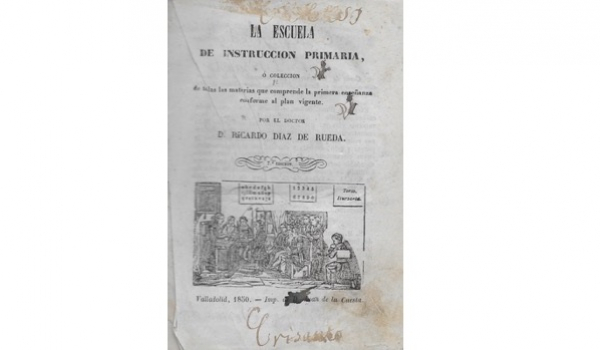 LA ESCUELA
DE INSTRUCCION PRIMARIA,
Ó COLECCION
de todas las materias que comprende la primera enseñanza
conforme al plan vigente.
POR EL DOCTOR
D. RICARDO DIAZ DE RUEDA.
Valladolid, 1850. — Imp. de la Cuesta.